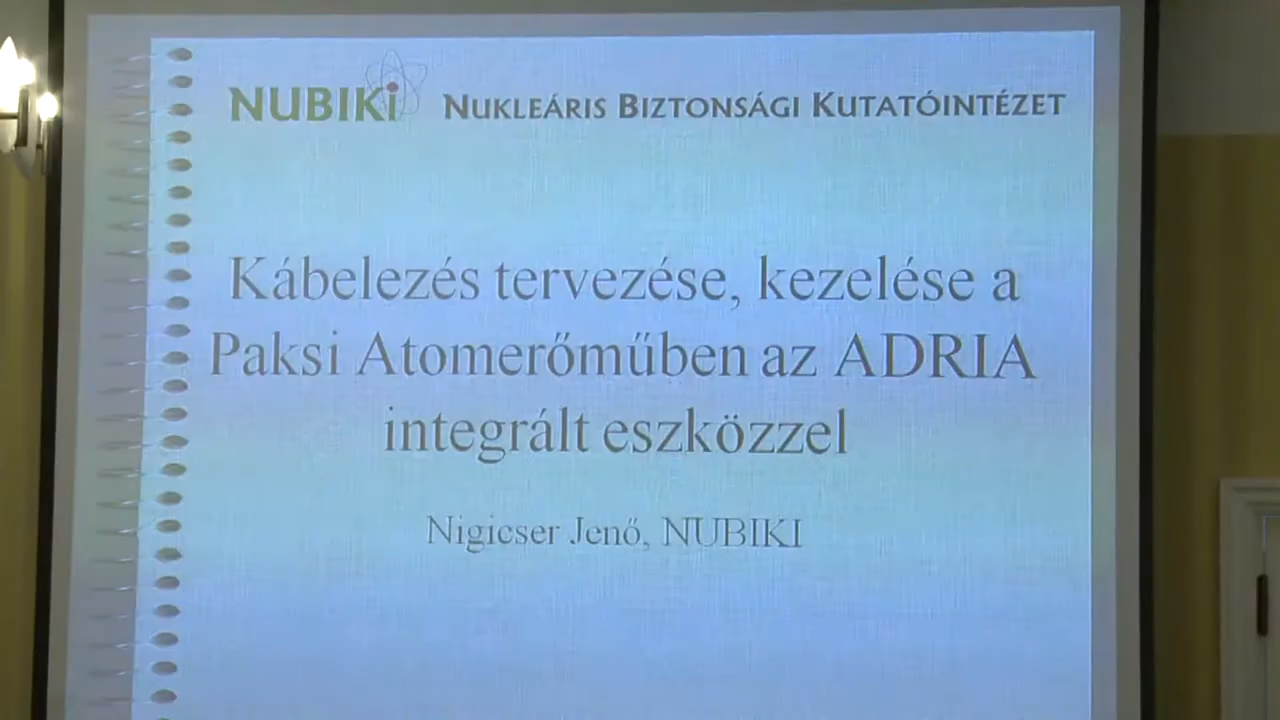 NUBIKi NUKLEÁRIS BIZTONSÁGI KUTATÓINTÉZET
Kábelezés tervezése, kezelése a
Paksi Atomerőműben az ADRIA
integrált eszközzel
Nigicser Jenő, NUBIKI